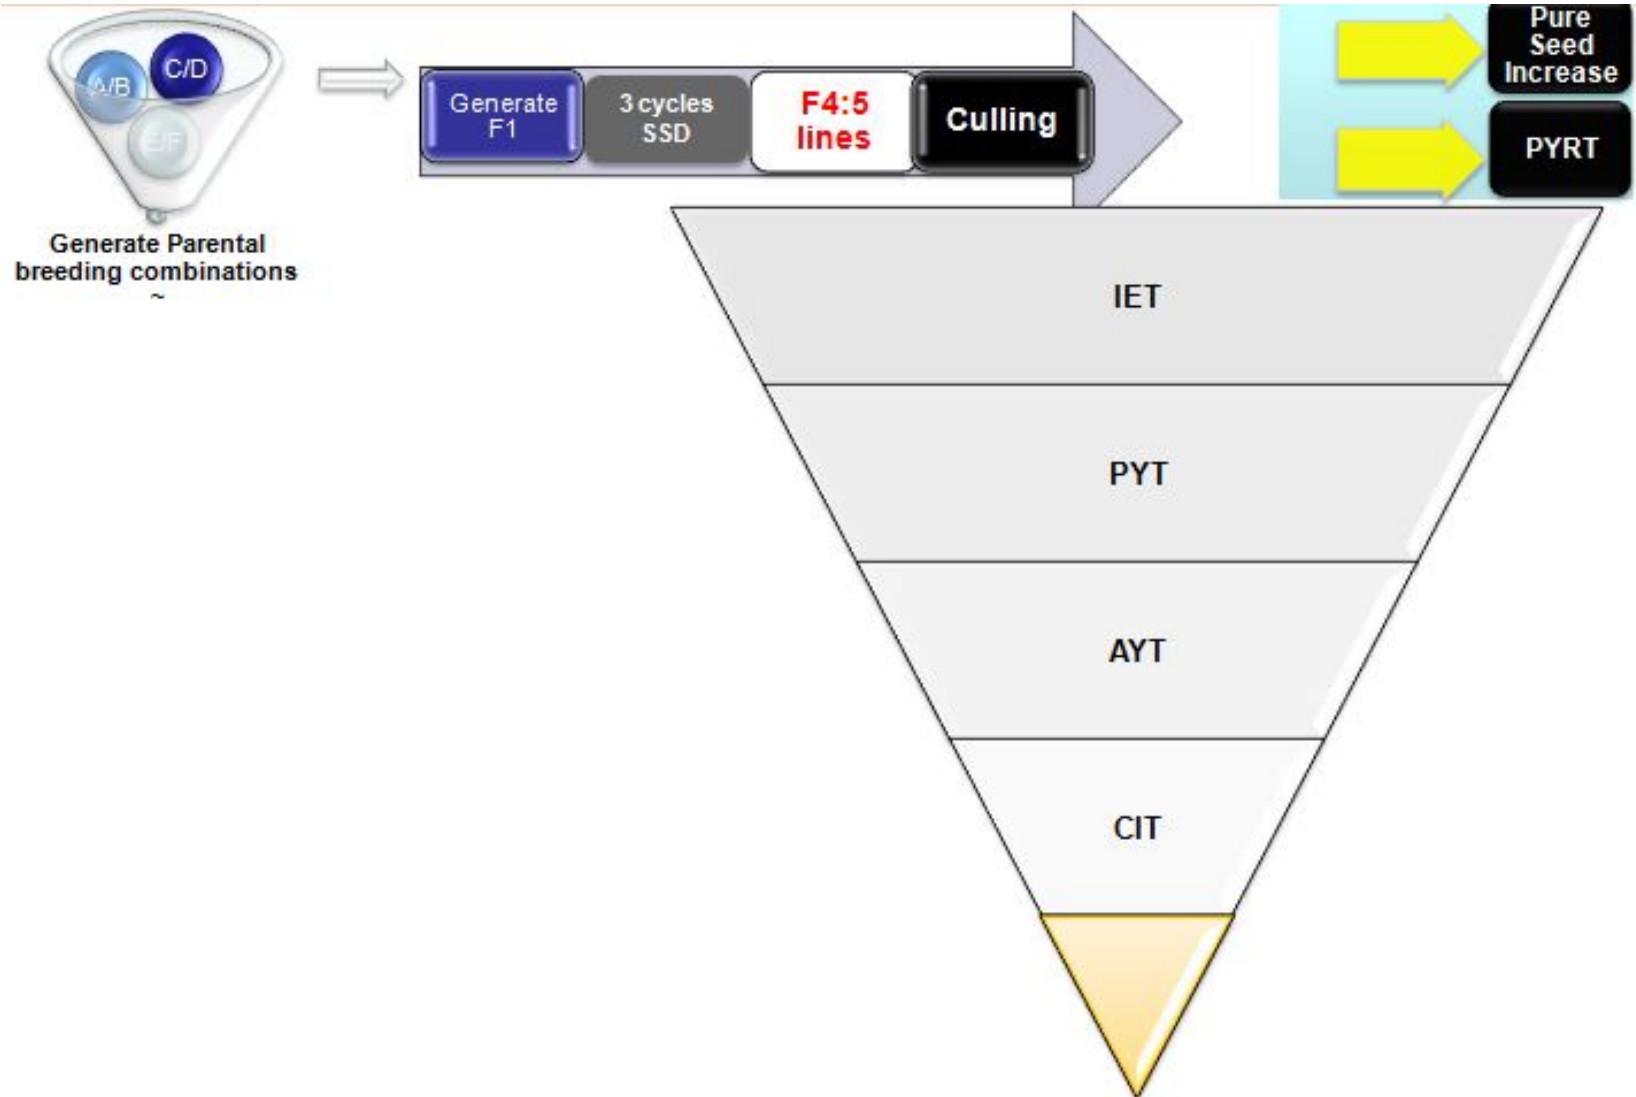 A/B
C/D
E/F
Generate Parental
breeding combinations
~
Generate
F1
3 cycles
SSD
F4:5
lines
Culling
Pure
Seed
Increase
PYRT
IET
PYT
AYT
CIT